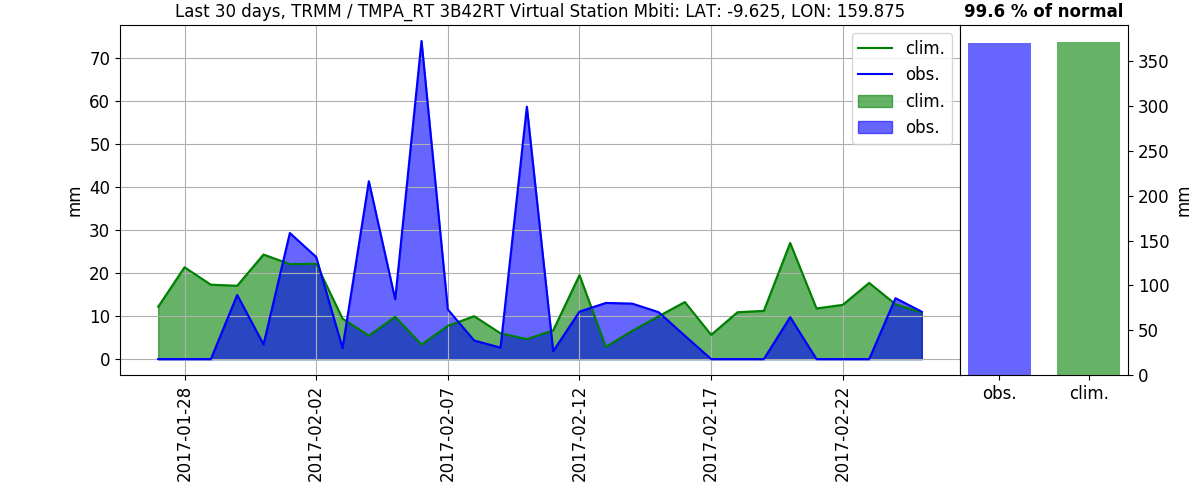 Last 30 days, TRMM / TMPA_RT 3B42RT Virtual Station Mbiti: LAT: -9.625, LON: 159.875
99.6 % of normal
clim.
obs.
clim.
obs.
mm
70
60
50
40
30
20
10
0
2017-01-28
2017-02-02
2017-02-07
2017-02-12
2017-02-17
2017-02-22
350
300
250
200
150
100
50
0
mm
obs.
clim.